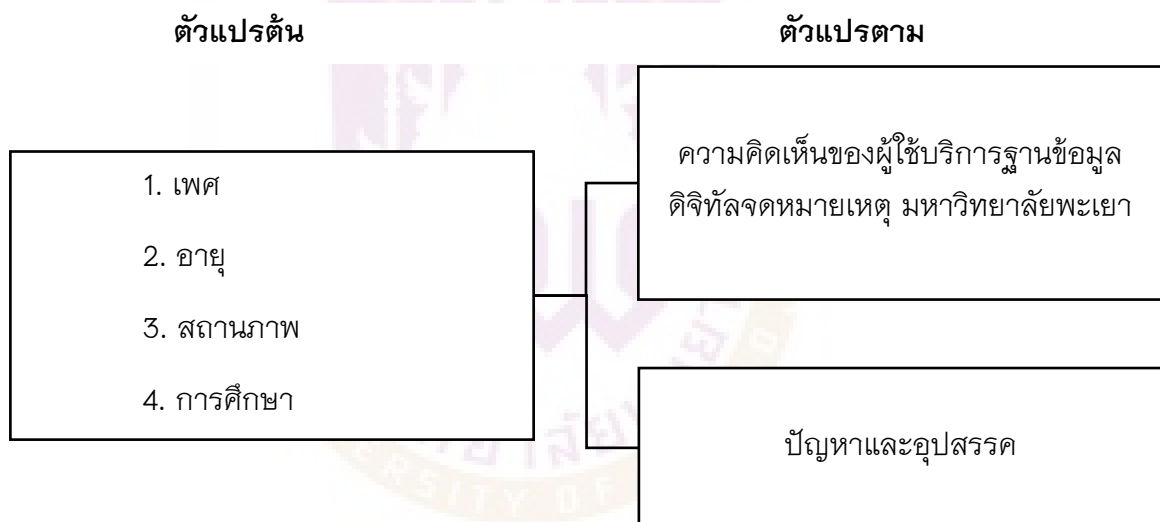 ตัวแปรต้น
ตัวแปรตาม
1. เพศ
2. อายุ
3. สถานภาพ
4. การศึกษา
ความคิดเห็นของผู้ใช้บริการฐานข้อมูล
ดิจิทัลจดหมายเหตุ มหาวิทยาลัยพะเยา
ปัญหาและอุปสรรค